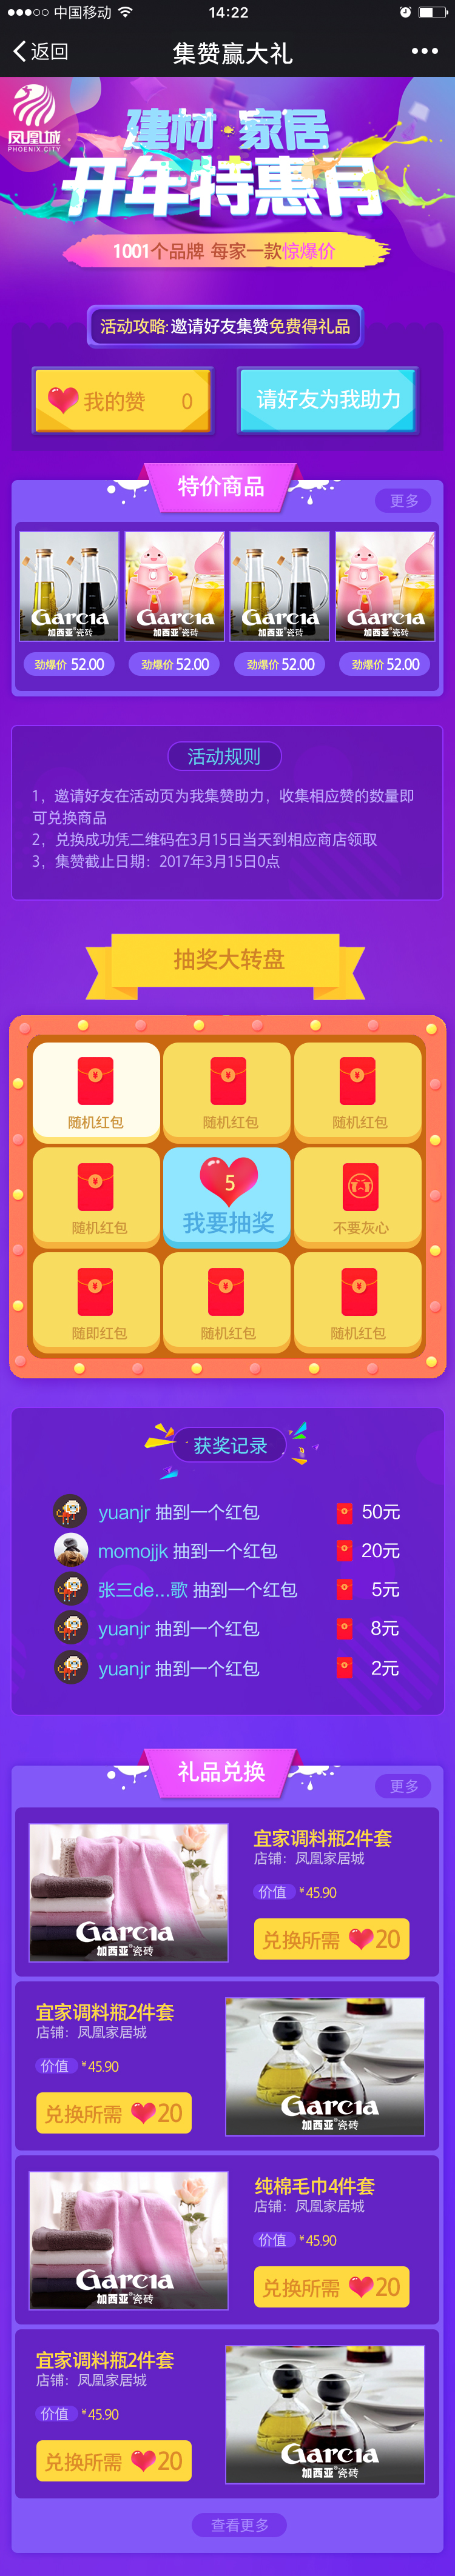 中国移动 14:22
返回 集赞赢大礼
凤凰城
PHOENIX CITY
建材·家居
开年特惠月
1001个品牌 每家一款惊爆价
活动攻略:邀请好友集赞免费得礼品
我的赞 0 请好友为我助力
特价商品 更多
Garcia Garcia Garcia Garcia
加西亚®瓷砖 加西亚®瓷砖 加西亚®瓷砖 加西亚®瓷砖
劲爆价 52.00 劲爆价 52.00 劲爆价 52.00 劲爆价 52.00
活动规则
1，邀请好友在活动页为我集赞助力，收集相应赞的数量即
可兑换商品
2，兑换成功凭二维码在3月15日当天到相应商店领取
3，集赞截止日期：2017年3月15日0点
抽奖大转盘
¥ ¥ ¥
随机红包 随机红包 随机红包
¥ 5
随机红包 我要抽奖 不要灰心
¥ ¥ ¥
随即红包 随机红包 随机红包
获奖记录
yuanjr 抽到一个红包 50元
momojjk 抽到一个红包 20元
张三de...歌 抽到一个红包 5元
yuanjr 抽到一个红包 8元
yuanjr 抽到一个红包 2元
礼品兑换 更多
宜家调料瓶2件套
店铺：凤凰家居城
价值 ¥45.90
兑换所需 20
Garcia
加西亚®瓷砖
宜家调料瓶2件套
店铺：凤凰家居城
价值 ¥45.90
兑换所需 20
Garcia
加西亚®瓷砖
纯棉毛巾4件套
店铺：凤凰家居城
价值 ¥45.90
兑换所需 20
Garcia
加西亚®瓷砖
宜家调料瓶2件套
店铺：凤凰家居城
价值 ¥45.90
兑换所需 20
Garcia
加西亚®瓷砖
查看更多